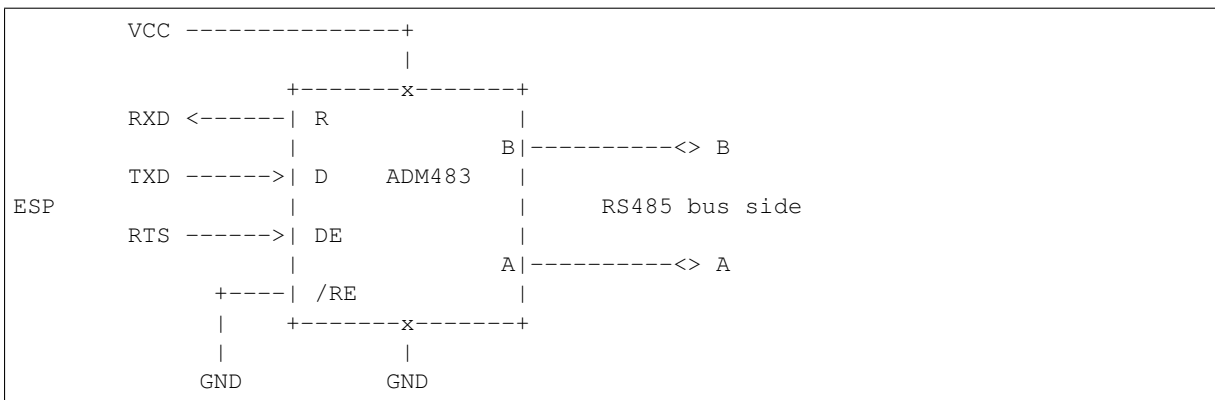 VCC ---------------+
|
+-------x-------+
RXD <------| R |
| B|----------<> B
TXD ------>| D ADM483 |
ESP | | RS485 bus side
RTS ------>| DE |
| A|----------<> A
+----| /RE |
| +-------x-------+
| |
GND GND